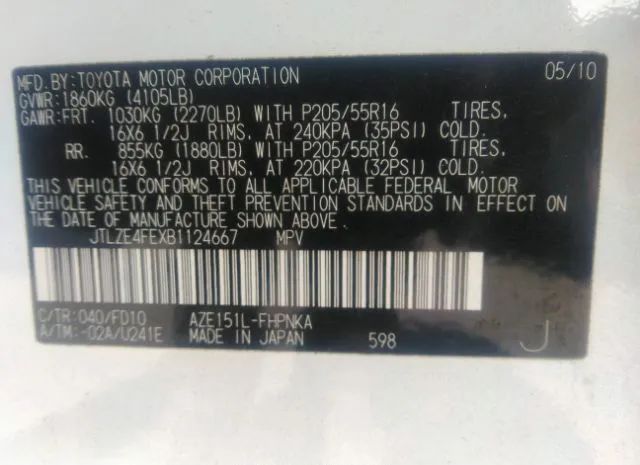 MFD. BY: TOYOTA MOTOR CORPORATION 05/10
GVWR: 1860KG (4105LB)
GAWR: FRT. 1030KG (2270LB) WITH P205/55R16 TIRES,
16X6 1/2J RIMS, AT 240KPA (35PSI) COLD.
RR. 855KG (1880LB) WITH P205/55R16 TIRES,
16X6 1/2J RIMS, AT 220KPA (32PSI) COLD.
THIS VEHICLE CONFORMS TO ALL APPLICABLE FEDERAL MOTOR
VEHICLE SAFETY AND THEFT PREVENTION STANDARDS IN EFFECT ON
THE DATE OF MANUFACTURE SHOWN ABOVE.
JTLZE4FEXB1124667 MPV
C/TR: 040/FD10 AZE151L-FHPNKA
A/TM: -02A/U241E MADE IN JAPAN 598 J